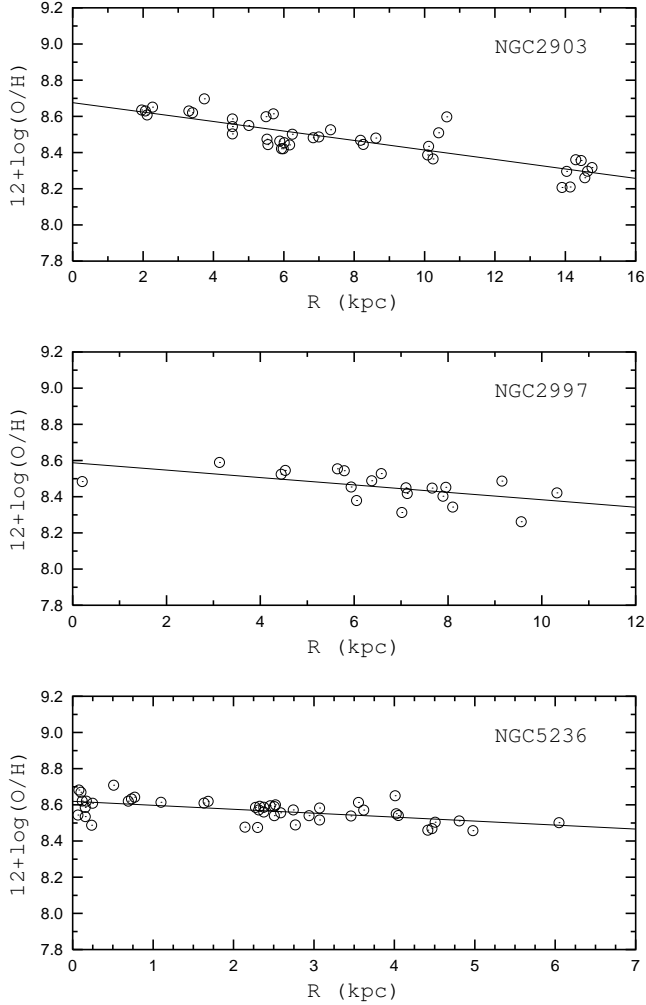 9.2
NGC2903
9.0
8.8
8.6
8.4
8.2
8.0
7.8
12+log(O/H)
0 2 4 6 8 10 12 14 16
R (kpc)
9.2
NGC2997
9.0
8.8
8.6
8.4
8.2
8.0
7.8
12+log(O/H)
0 2 4 6 8 10 12
R (kpc)
9.2
NGC5236
9.0
8.8
8.6
8.4
8.2
8.0
7.8
12+log(O/H)
0 1 2 3 4 5 6 7
R (kpc)